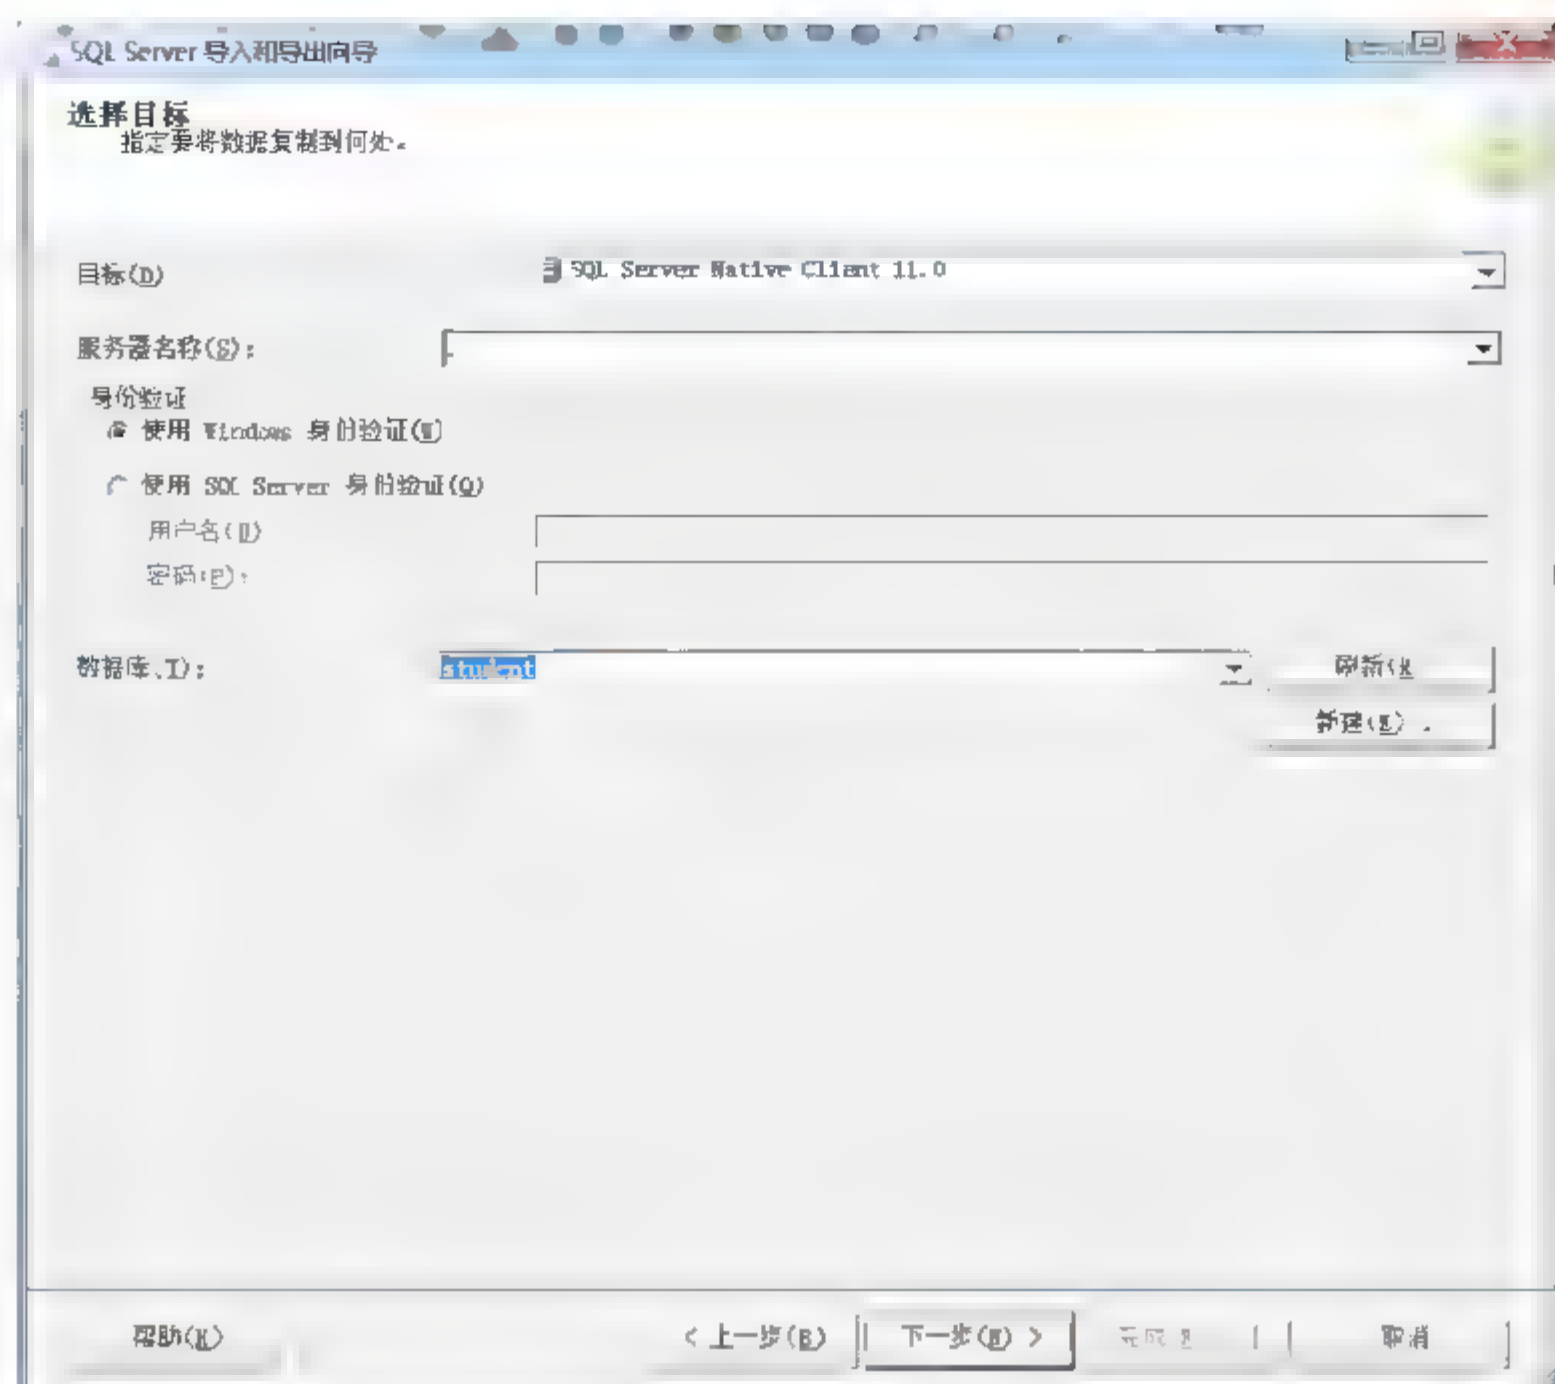 SQL Server 导入和导出向导
选择目标
指定要将数据复制到何处。
目标(D)
SQL Server Native Client 11.0
服务器名称(S):
.
身份验证
使用 Windows 身份验证(W)
使用 SQL Server 身份验证(Q)
用户名(U)
密码(P):
数据库(T):
student
刷新(R
新建(E) .
帮助(H)
< 上一步(B)
下一步(N) >
完成
取消